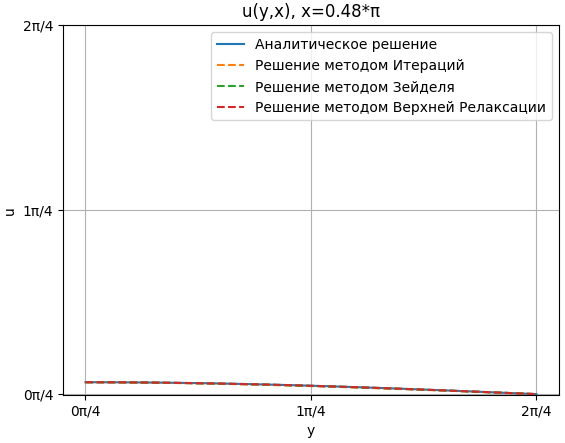 u(y,x), x=0.48*π
2π/4
Аналитическое решение
Решение методом Итераций
Решение методом Зейделя
Решение методом Верхней Релаксации
1π/4
u
0π/4
0π/4
1π/4
2π/4
y